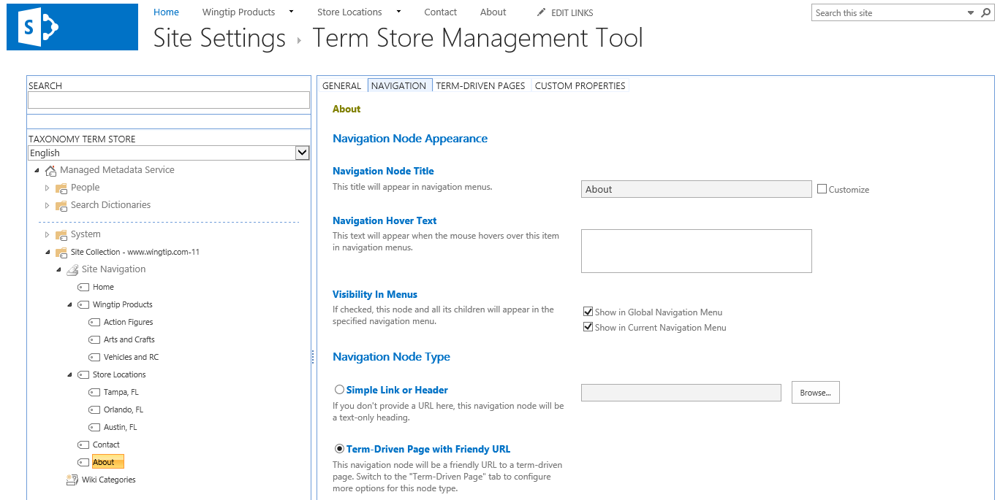 S
Home Wingtip Products Store Locations Contact About EDIT LINKS
Search this site
Site Settings Term Store Management Tool
SEARCH
TAXONOMY TERM STORE
English
Managed Metadata Service
People
Search Dictionaries
System
Site Collection - www.wingtip.com-11
Site Navigation
Home
Wingtip Products
Action Figures
Arts and Crafts
Vehicles and RC
Store Locations
Tampa, FL
Orlando, FL
Austin, FL
Contact
About
Wiki Categories
GENERAL NAVIGATION TERM-DRIVEN PAGES CUSTOM PROPERTIES
About
Navigation Node Appearance
Navigation Node Title
This title will appear in navigation menus.
About
Customize
Navigation Hover Text
This text will appear when the mouse hovers over this item
in navigation menus.
Visibility In Menus
If checked, this node and all its children will appear in the
specified navigation menu.
Show in Global Navigation Menu
Show in Current Navigation Menu
Navigation Node Type
Simple Link or Header
If you don't provide a URL here, this navigation node will be
a text-only heading.
Browse...
Term-Driven Page with Friendy URL
This navigation node will be a friendly URL to a term-driven
page. Switch to the "Term-Driven Page" tab to configure
more options for this node type.